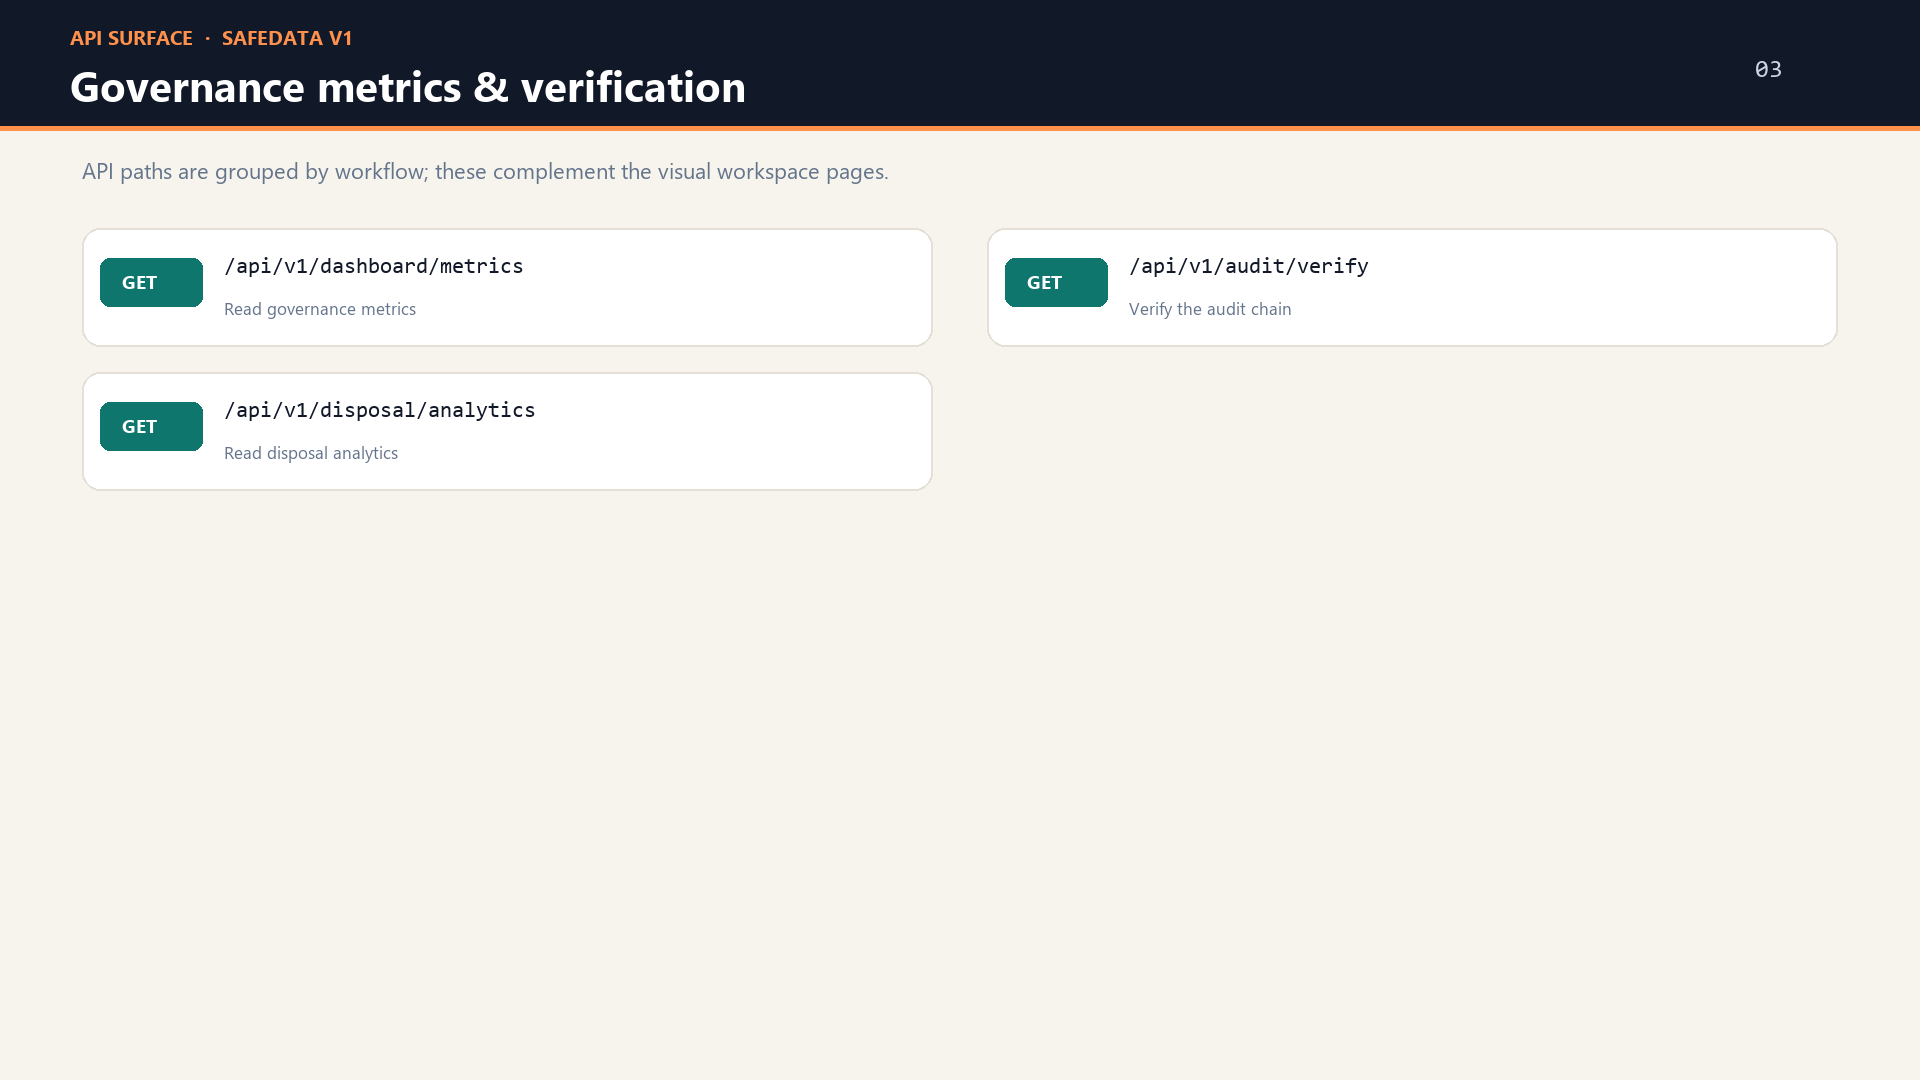 API SURFACE · SAFEDATA V1
Governance metrics & verification
03
API paths are grouped by workflow; these complement the visual workspace pages.
GET
/api/v1/dashboard/metrics
Read governance metrics
GET
/api/v1/audit/verify
Verify the audit chain
GET
/api/v1/disposal/analytics
Read disposal analytics